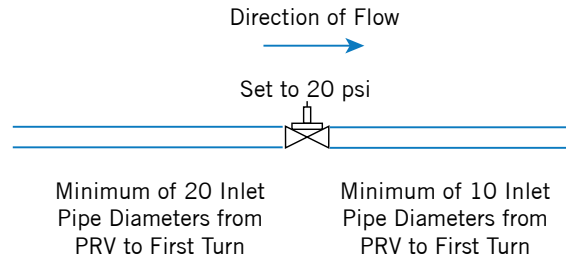 Direction of Flow
Set to 20 psi
Minimum of 20 Inlet
Pipe Diameters from
PRV to First Turn
Minimum of 10 Inlet
Pipe Diameters from
PRV to First Turn